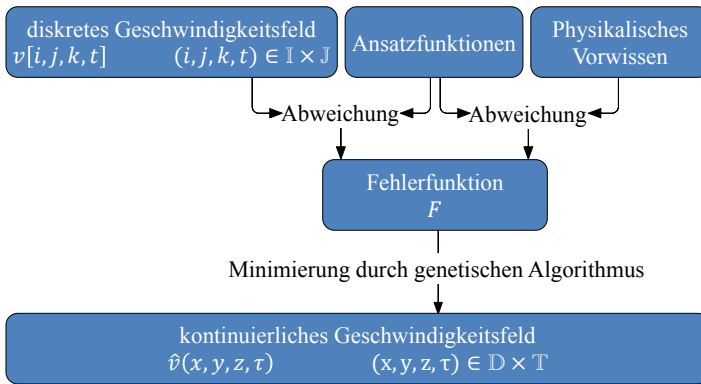 diskretes Geschwindigkeitsfeld
v[i, j, k, t] (i, j, k, t) ∈ 𝕀 × 𝕁
Ansatzfunktionen
Physikalisches
Vorwissen
Abweichung
Abweichung
Fehlerfunktion
F
Minimierung durch genetischen Algorithmus
kontinuierliches Geschwindigkeitsfeld
v̂(x, y, z, τ) (x, y, z, τ) ∈ 𝔻 × 𝕋